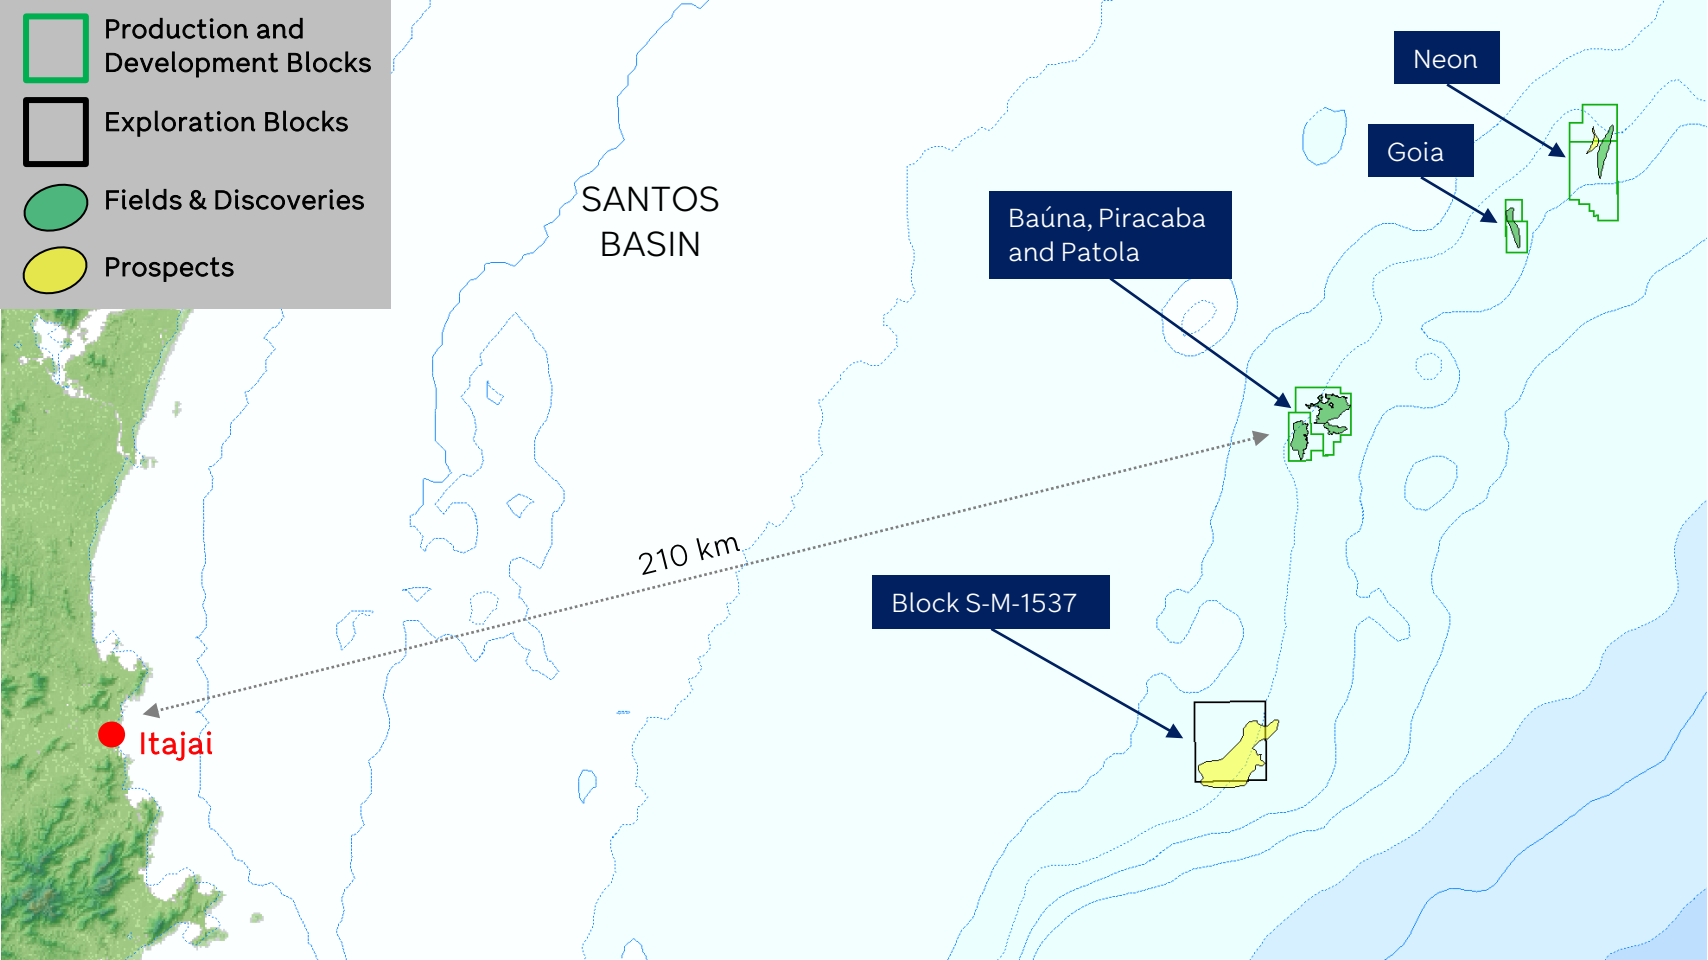 Production and
Development Blocks
Exploration Blocks
Fields & Discoveries
Prospects
SANTOS
BASIN
Neon
Goia
Baúna, Piracaba
and Patola
210 km
Block S-M-1537
Itajai